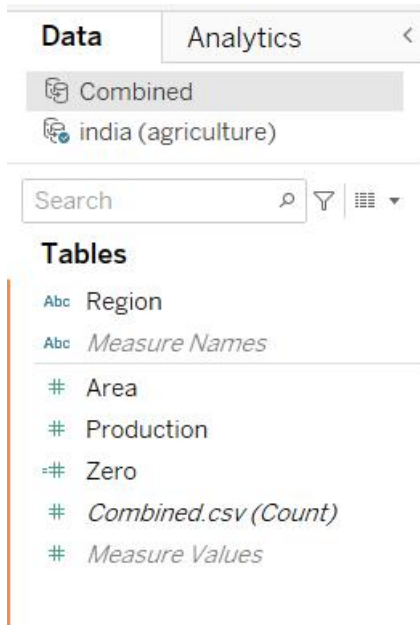 Data Analytics <
Combined
india (agriculture)
Search
Tables
Abc Region
Abc Measure Names
# Area
# Production
=# Zero
# Combined.csv (Count)
# Measure Values